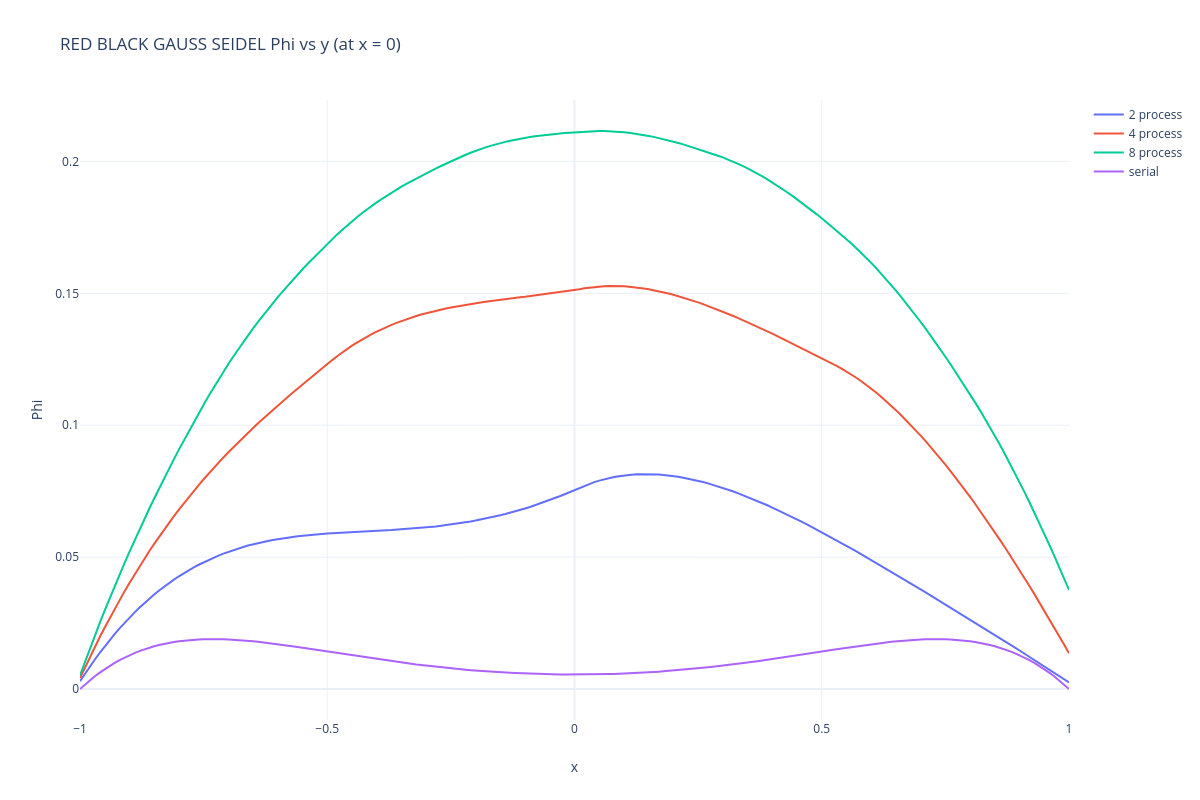 RED BLACK GAUSS SEIDEL Phi vs y (at x = 0)
2 process
4 process
8 process
serial
0.2
0.15
0.1
0.05
0
Phi
−1
−0.5
0
0.5
1
x